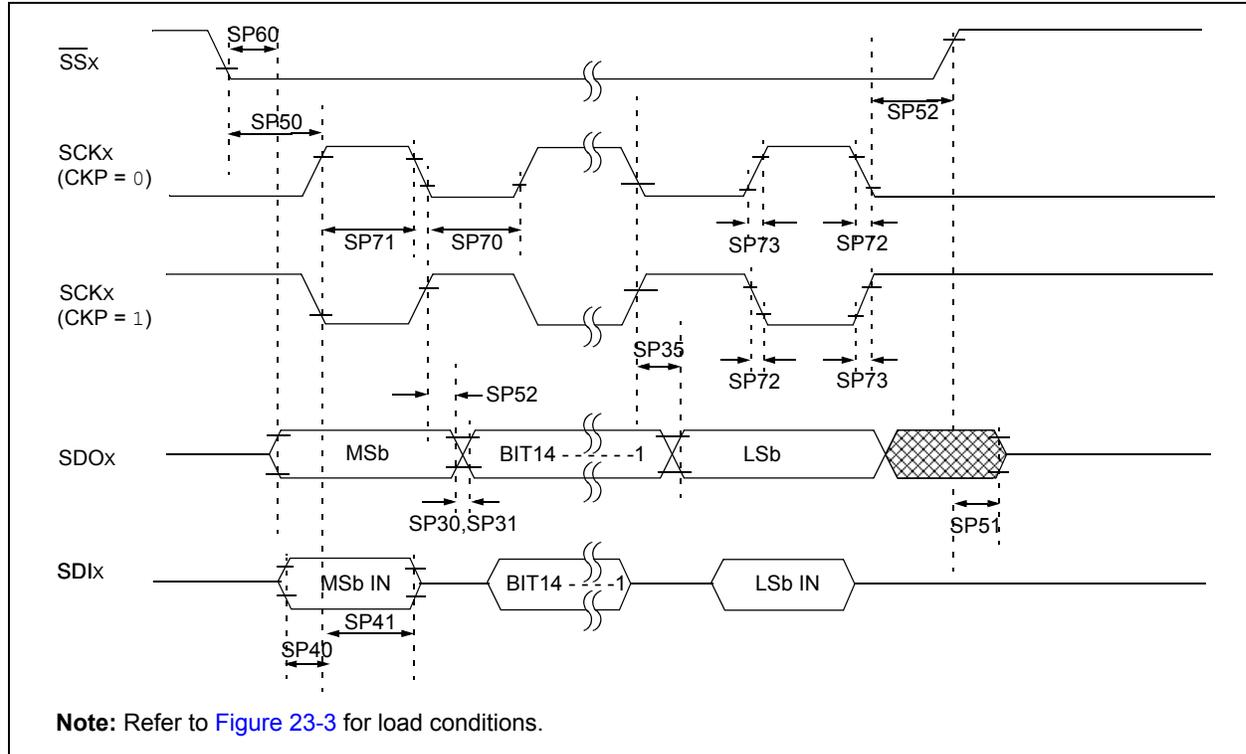 SP60
SSX
SP52
SP50
SCKX
(CKP = 0)
SP71
SP70
SP73
SP72
SCKX
(CKP = 1)
SP35
SP72
SP73
SP52
SDOX
MSb
BIT14 - - - - - -1
LSb
SP30,SP31
SP51
SDIX
MSb IN
BIT14 - - - -1
LSb IN
SP41
SP40
Note: Refer to Figure 23-3 for load conditions.